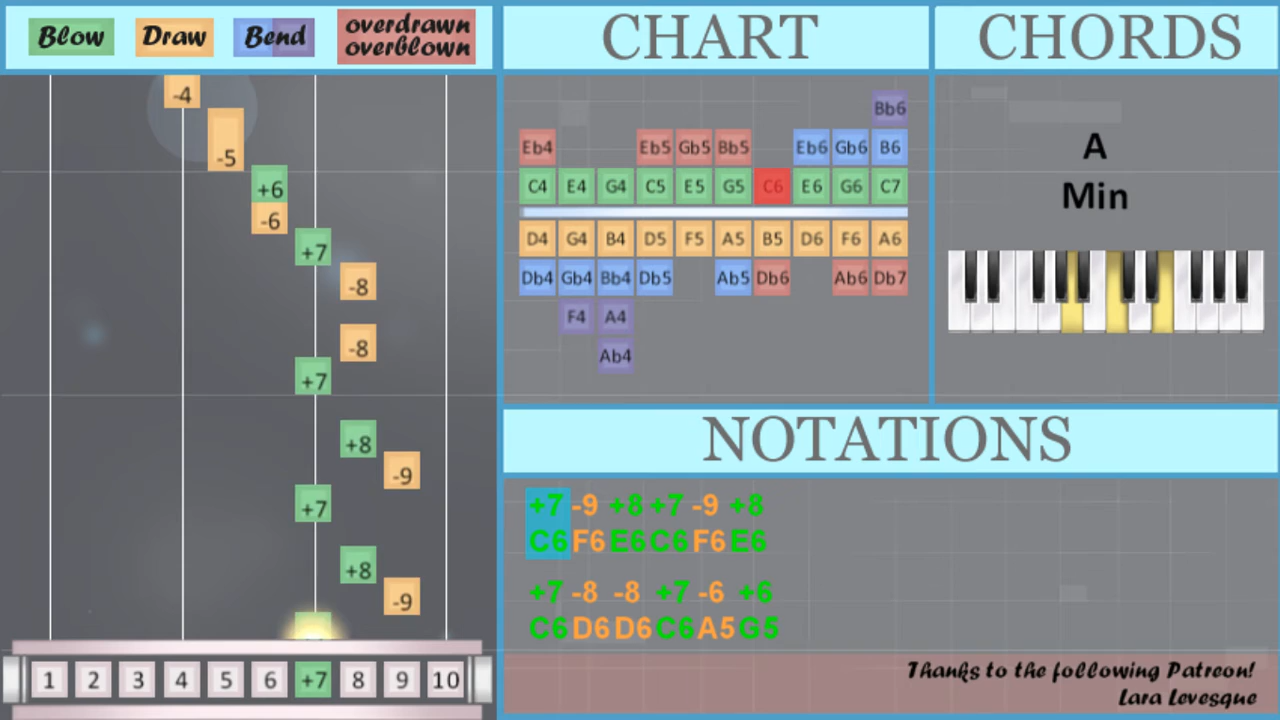 Blow Draw Bend overdrawn
overblown
CHART
CHORDS
-4
-5
+6
-6
+7
-8
-8
+7
+8
-9
+7
+8
-9
1 2 3 4 5 6 +7 8 9 10
Bb6
Eb4 Eb5 Gb5 Bb5 Eb6 Gb6 B6
C4 E4 G4 C5 E5 G5 C6 E6 G6 C7
D4 G4 B4 D5 F5 A5 B5 D6 F6 A6
Db4 Gb4 Bb4 Db5 Ab5 Db6 Ab6 Db7
F4 A4
Ab4
A
Min
NOTATIONS
+7 -9 +8 +7 -9 +8
C6 F6 E6 C6 F6 E6
+7 -8 -8 +7 -6 +6
C6 D6 D6 C6 A5 G5
Thanks to the following Patreon!
Lara Levesque